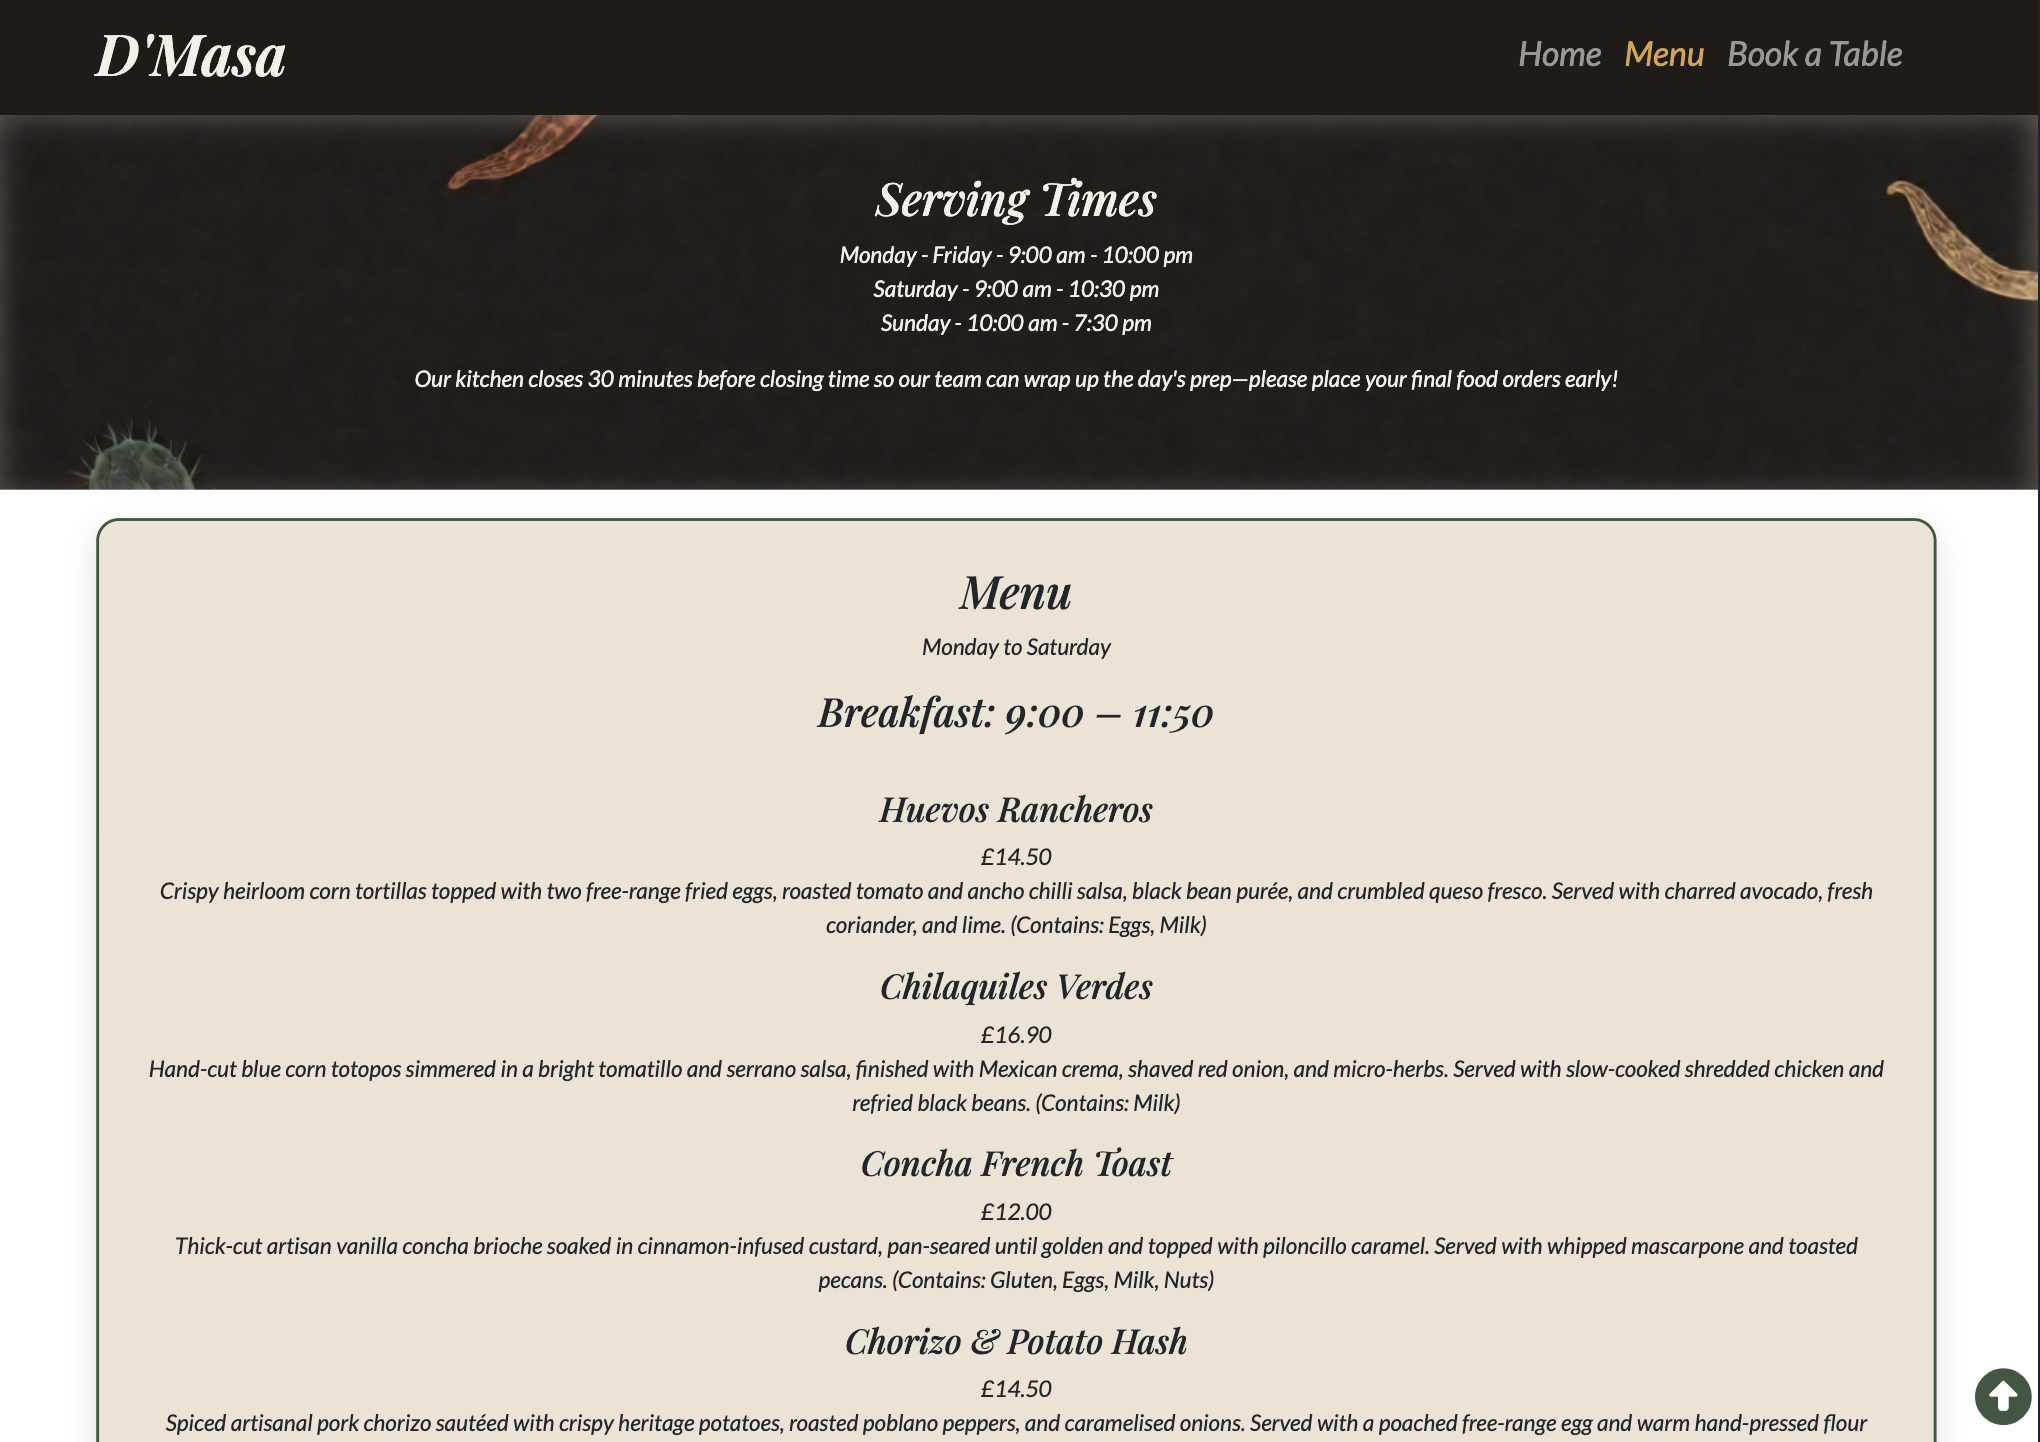 D'Masa
Home Menu Book a Table
Serving Times
Monday - Friday - 9:00 am - 10:00 pm
Saturday - 9:00 am - 10:30 pm
Sunday - 10:00 am - 7:30 pm
Our kitchen closes 30 minutes before closing time so our team can wrap up the day's prep—please place your final food orders early!
Menu
Monday to Saturday
Breakfast: 9:00 – 11:50
Huevos Rancheros
£14.50
Crispy heirloom corn tortillas topped with two free-range fried eggs, roasted tomato and ancho chilli salsa, black bean purée, and crumbled queso fresco. Served with charred avocado, fresh
coriander, and lime. (Contains: Eggs, Milk)
Chilaquiles Verdes
£16.90
Hand-cut blue corn totopos simmered in a bright tomatillo and serrano salsa, finished with Mexican crema, shaved red onion, and micro-herbs. Served with slow-cooked shredded chicken and
refried black beans. (Contains: Milk)
Concha French Toast
£12.00
Thick-cut artisan vanilla concha brioche soaked in cinnamon-infused custard, pan-seared until golden and topped with piloncillo caramel. Served with whipped mascarpone and toasted
pecans. (Contains: Gluten, Eggs, Milk, Nuts)
Chorizo & Potato Hash
£14.50
Spiced artisanal pork chorizo sautéed with crispy heritage potatoes, roasted poblano peppers, and caramelised onions. Served with a poached free-range egg and warm hand-pressed flour